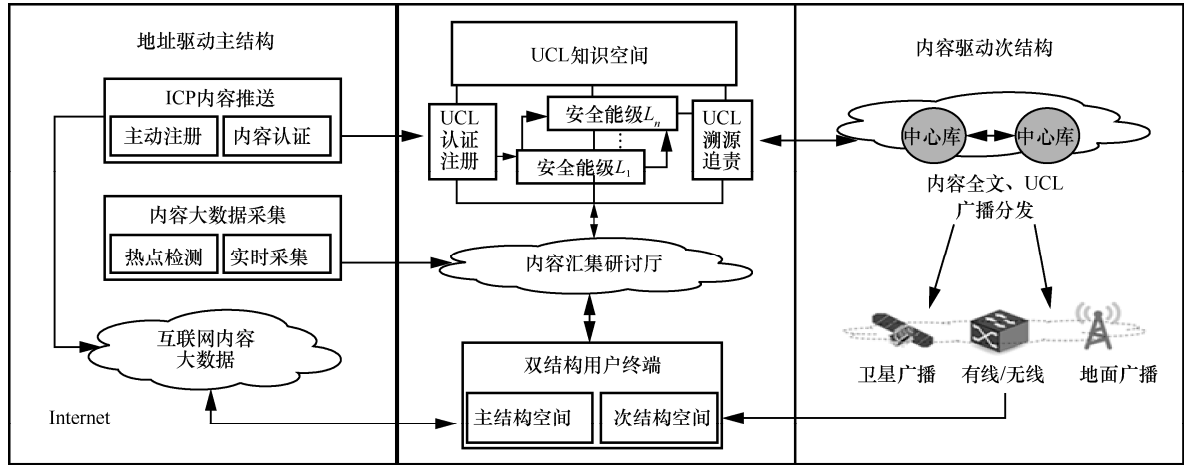 地址驱动主结构
ICP内容推送
主动注册
内容认证
内容大数据采集
热点检测
实时采集
互联网内容
大数据
Internet
UCL知识空间
UCL
认证
注册
安全能级Ln
安全能级L1
UCL
溯源
追责
内容汇集研讨厅
双结构用户终端
主结构空间
次结构空间
内容驱动次结构
中心库
中心库
内容全文、UCL
广播分发
卫星广播
有线/无线
地面广播